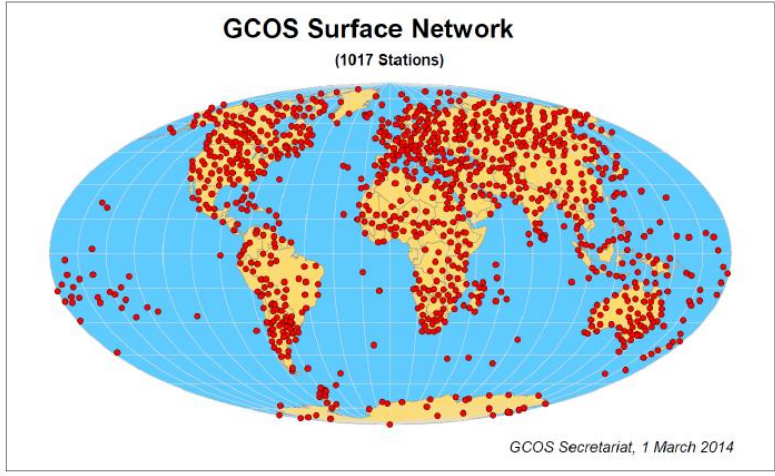 GCOS Surface Network
(1017 Stations)
GCOS Secretariat, 1 March 2014